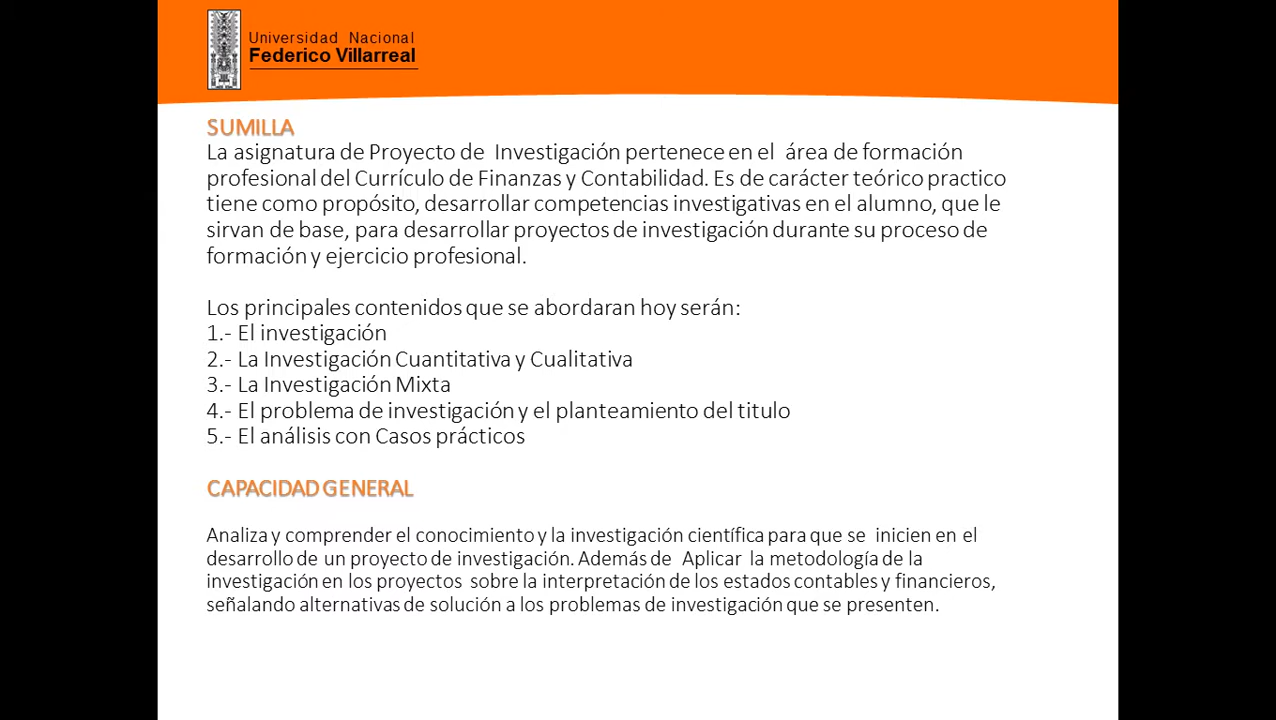 Universidad Nacional
Federico Villarreal
SUMILLA
La asignatura de Proyecto de Investigación pertenece en el área de formación
profesional del Currículo de Finanzas y Contabilidad. Es de carácter teórico practico
tiene como propósito, desarrollar competencias investigativas en el alumno, que le
sirvan de base, para desarrollar proyectos de investigación durante su proceso de
formación y ejercicio profesional.
Los principales contenidos que se abordaran hoy serán:
1.- El investigación
2.- La Investigación Cuantitativa y Cualitativa
3.- La Investigación Mixta
4.- El problema de investigación y el planteamiento del titulo
5.- El análisis con Casos prácticos
CAPACIDAD GENERAL
Analiza y comprender el conocimiento y la investigación científica para que se inicien en el
desarrollo de un proyecto de investigación. Además de Aplicar la metodología de la
investigación en los proyectos sobre la interpretación de los estados contables y financieros,
señalando alternativas de solución a los problemas de investigación que se presenten.